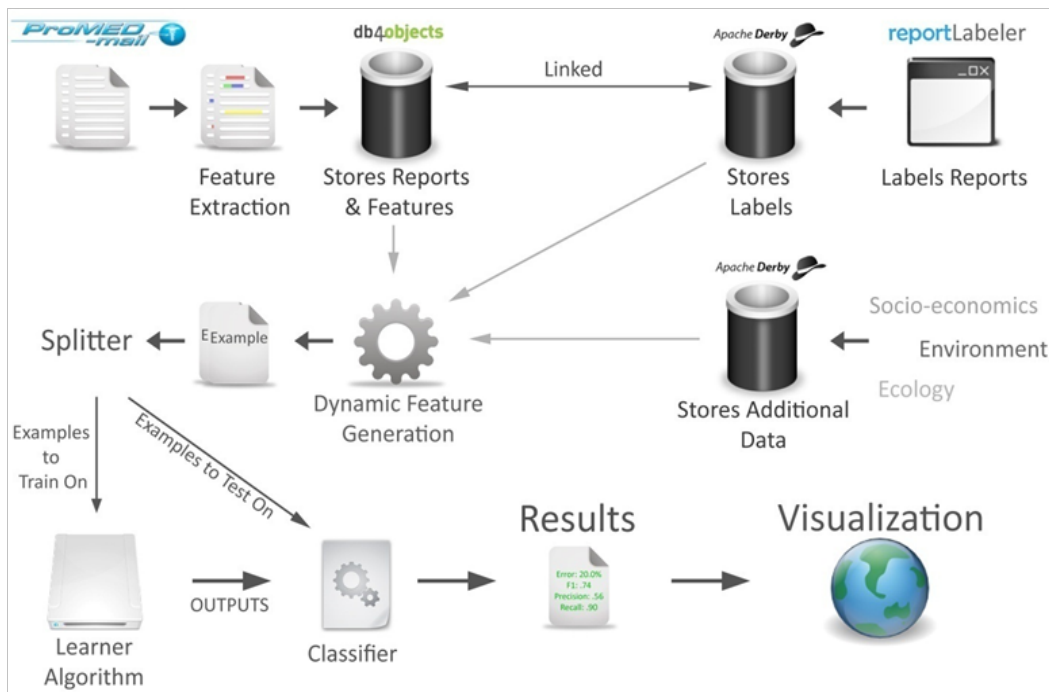 ProMED
-mail
db4objects
Apache Derby
reportLabeler
Linked
Feature
Extraction
Stores Reports
& Features
Stores
Labels
Labels Reports
Apache Derby
Socio-economics
Environment
Ecology
Stores Additional
Data
Splitter
EExample
Dynamic Feature
Generation
Examples
to
Train On
Examples to Test On
Results
Visualization
Error: 20.0%
F1: .74
Precision: .56
Recall: .90
OUTPUTS
Learner
Algorithm
Classifier